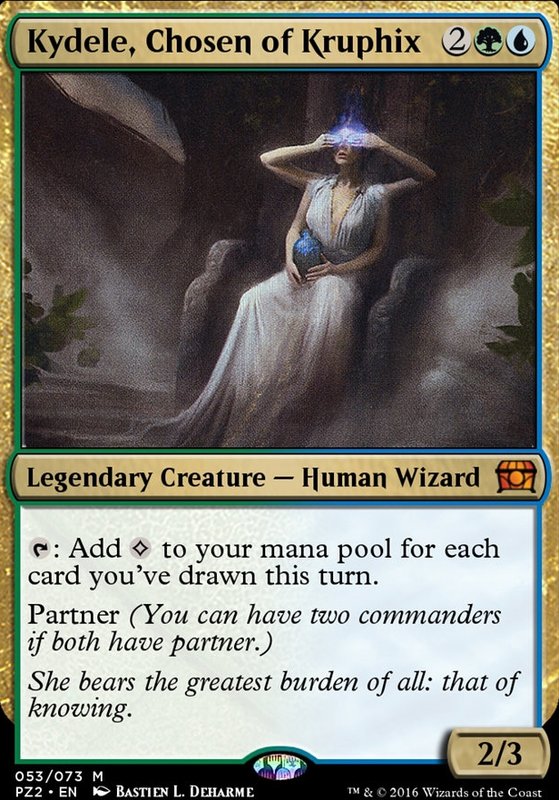 Kydele, Chosen of Kruphix 2
Legendary Creature — Human Wizard
: Add to your mana pool for each
card you've drawn this turn.
Partner (You can have two commanders
if both have partner.)
She bears the greatest burden of all: that of
knowing.
2/3
053/073 M
PZ2 • EN Bastien L. Deharme
™ & © 2016 Wizards of the Coast